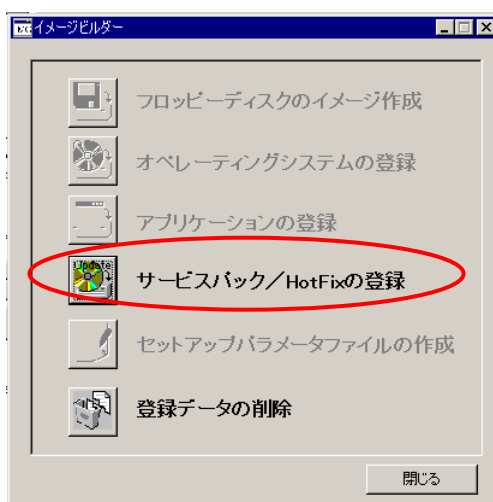 イメージビルダー
フロッピーディスクのイメージ作成
オペレーティングシステムの登録
アプリケーションの登録
Update
サービスパック／HotFixの登録
セットアップパラメータファイルの作成
登録データの削除
閉じる